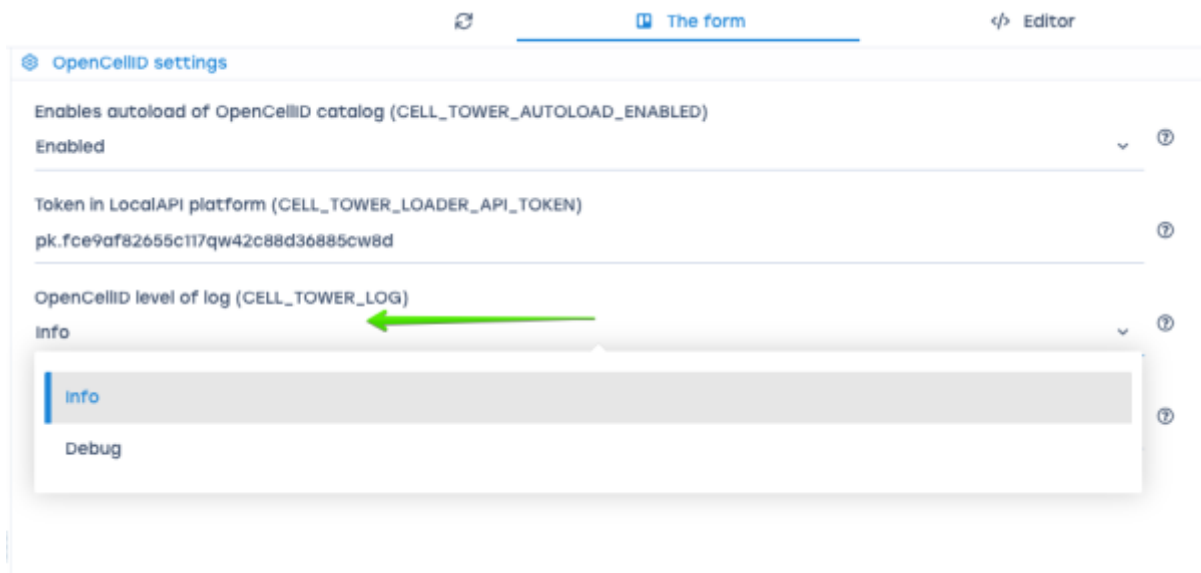 The form
</> Editor
OpenCellID settings
Enables autoload of OpenCellID catalog (CELL_TOWER_AUTOLOAD_ENABLED)
Enabled
Token in LocalAPI platform (CELL_TOWER_LOADER_API_TOKEN)
pk.fce9af82655c117qw42c88d36885cw8d
OpenCellID level of log (CELL_TOWER_LOG)
Info
Info
Debug